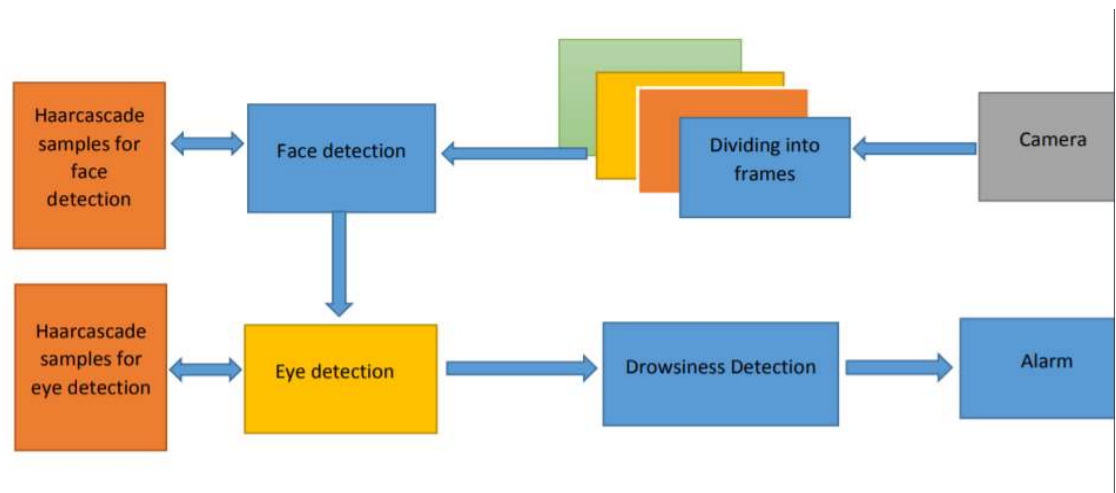 Haarcascade
samples for
face
detection
Face detection
Dividing into
frames
Camera
Haarcascade
samples for
eye detection
Eye detection
Drowsiness Detection
Alarm